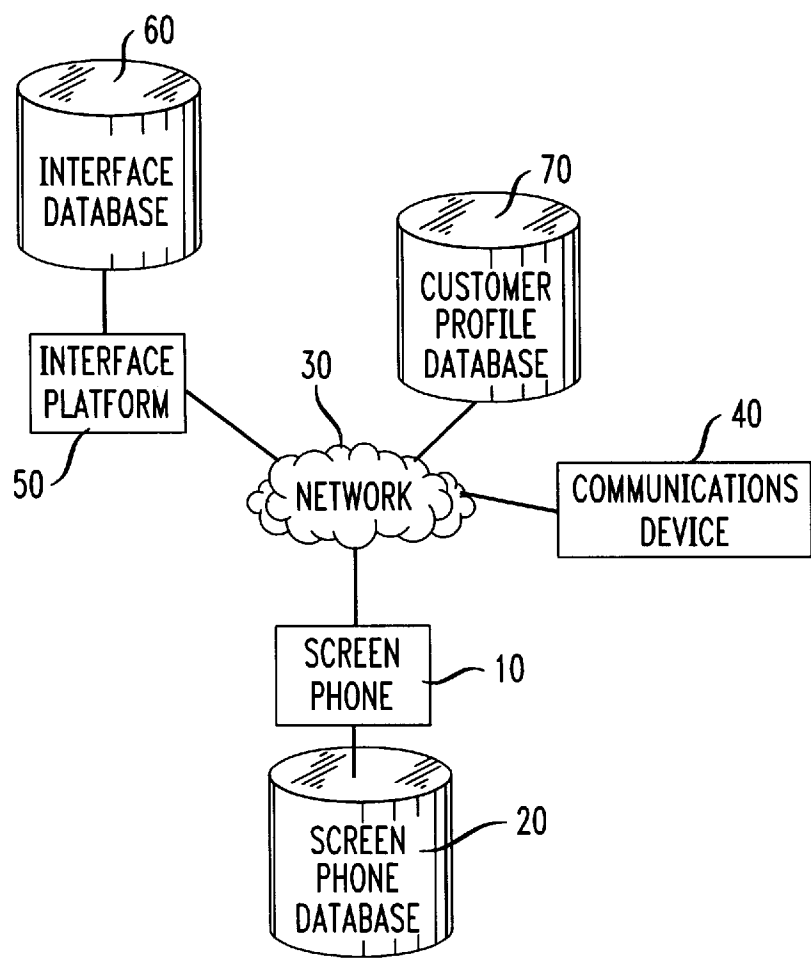 60
INTERFACE
DATABASE
70
CUSTOMER
PROFILE
DATABASE
INTERFACE
PLATFORM
50
30
NETWORK
40
COMMUNICATIONS
DEVICE
SCREEN
PHONE
10
SCREEN
PHONE
DATABASE
20